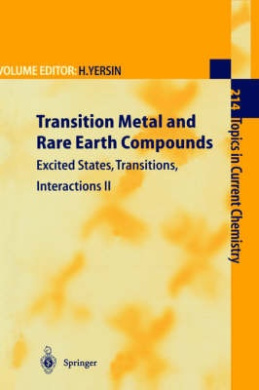 VOLUME EDITOR: H.YERSIN
214 Topics in Current Chemistry
Transition Metal and
Rare Earth Compounds
Excited States, Transitions,
Interactions II
Springer